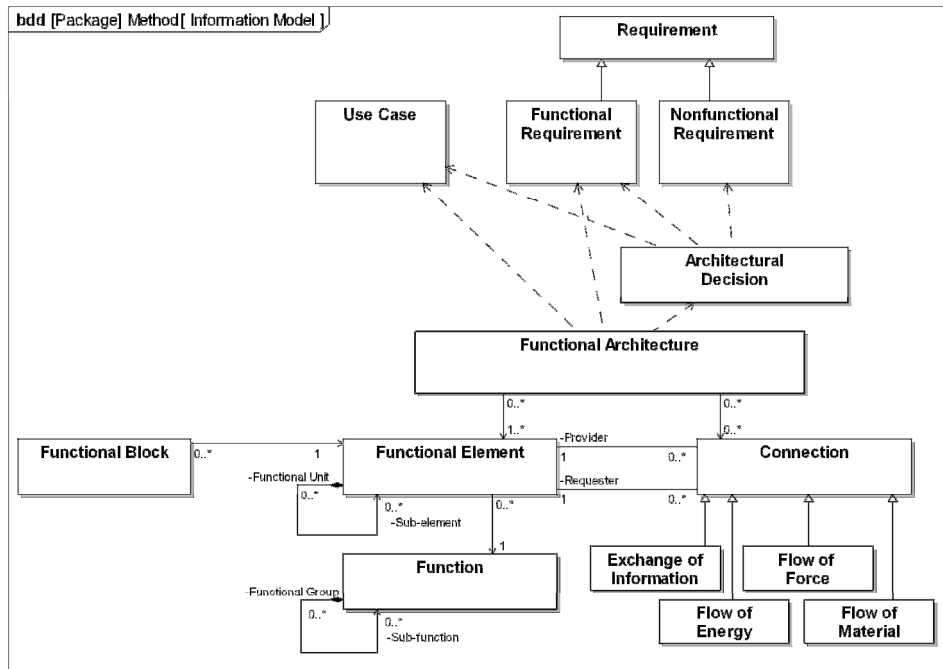 bdd [Package] Method[ Information Model ]
Requirement
Use Case
Functional
Requirement
Nonfunctional
Requirement
Architectural
Decision
Functional Architecture
0..*
0..*
1..*
0..*
Functional Block
0..*
1
Functional Element
-Provider
1
0..*
Connection
-Requester
1
0..*
-Functional Unit
0..*
0..*
-Sub-element
0..*
1
Function
-Functional Group
0..*
0..*
-Sub-function
Exchange of
Information
Flow of
Force
Flow of
Energy
Flow of
Material